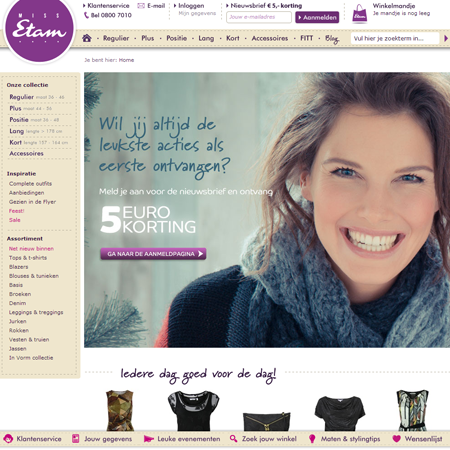 MISS
Etam
Klantenservice
Bel 0800 7010
E-mail
Inloggen
Mijn gegevens
Nieuwsbrief € 5,- korting
Jouw e-mailadres
Aanmelden
Winkelmandje
Je mandje is nog leeg
Regulier
Plus
Positie
Lang
Kort
Accessoires
FITT
Blog
Vul hier je zoekterm in...
Je bent hier: Home
Onze collectie
Regulier maat 36 - 48
Plus maat 44 - 56
Positie maat 36 - 48
Lang lengte > 178 cm
Kort lengte 157 - 164 cm
Accessoires
Inspiratie
Complete outfits
Aanbiedingen
Gezien in de Flyer
Feest!
Sale
Assortiment
Net nieuw binnen
Tops & t-shirts
Blazers
Blouses & tunieken
Basis
Broeken
Denim
Leggings & treggings
Jurken
Rokken
Vesten & truien
Jassen
In Vorm collectie
Wil jij altijd de
leukste acties als
eerste ontvangen?
Meld je aan voor de nieuwsbrief en ontvang
5 EURO
KORTING
GA NAAR DE AANMELDPAGINA
Iedere dag goed voor de dag!
Klantenservice
Jouw gegevens
Leuke evenementen
Zoek jouw winkel
Maten & stylingtips
Wensenlijst